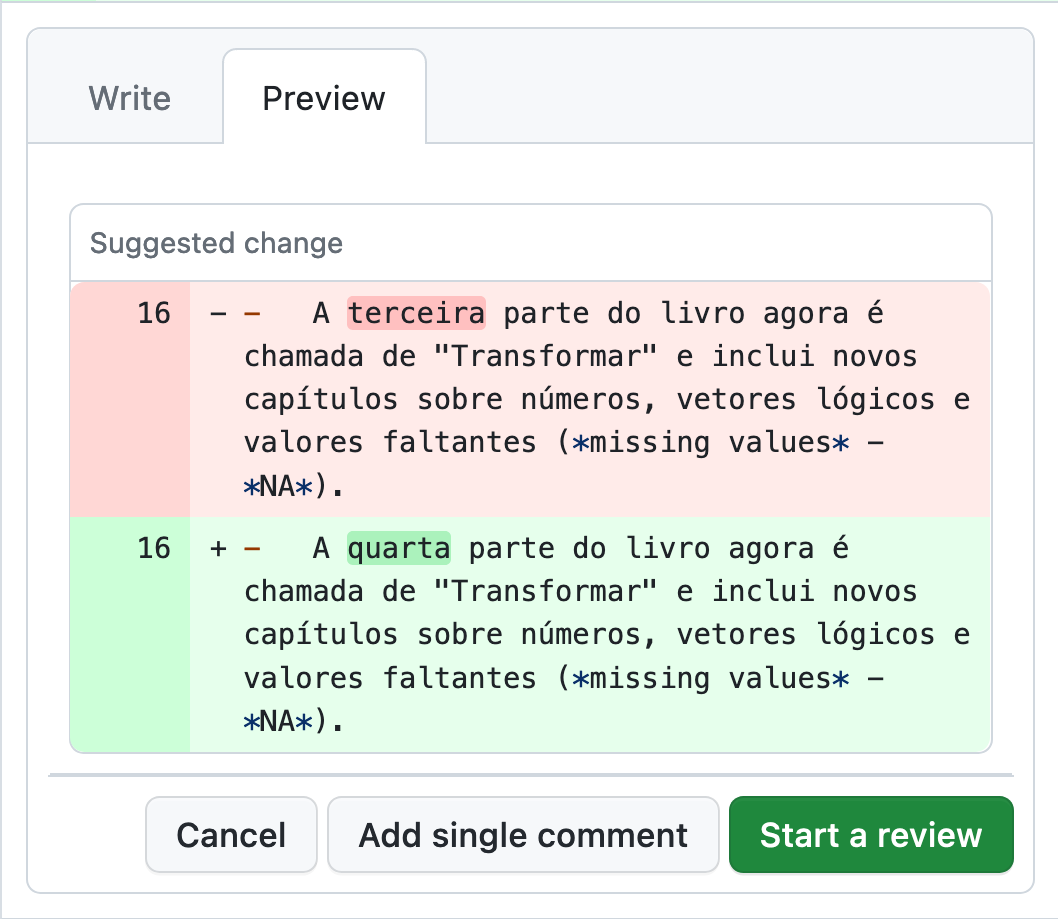 Write Preview
Suggested change
16 - -   A terceira parte do livro agora é
chamada de "Transformar" e inclui novos
capítulos sobre números, vetores lógicos e
valores faltantes (*missing values* -
*NA*).
16 + -   A quarta parte do livro agora é
chamada de "Transformar" e inclui novos
capítulos sobre números, vetores lógicos e
valores faltantes (*missing values* -
*NA*).
Cancel Add single comment Start a review